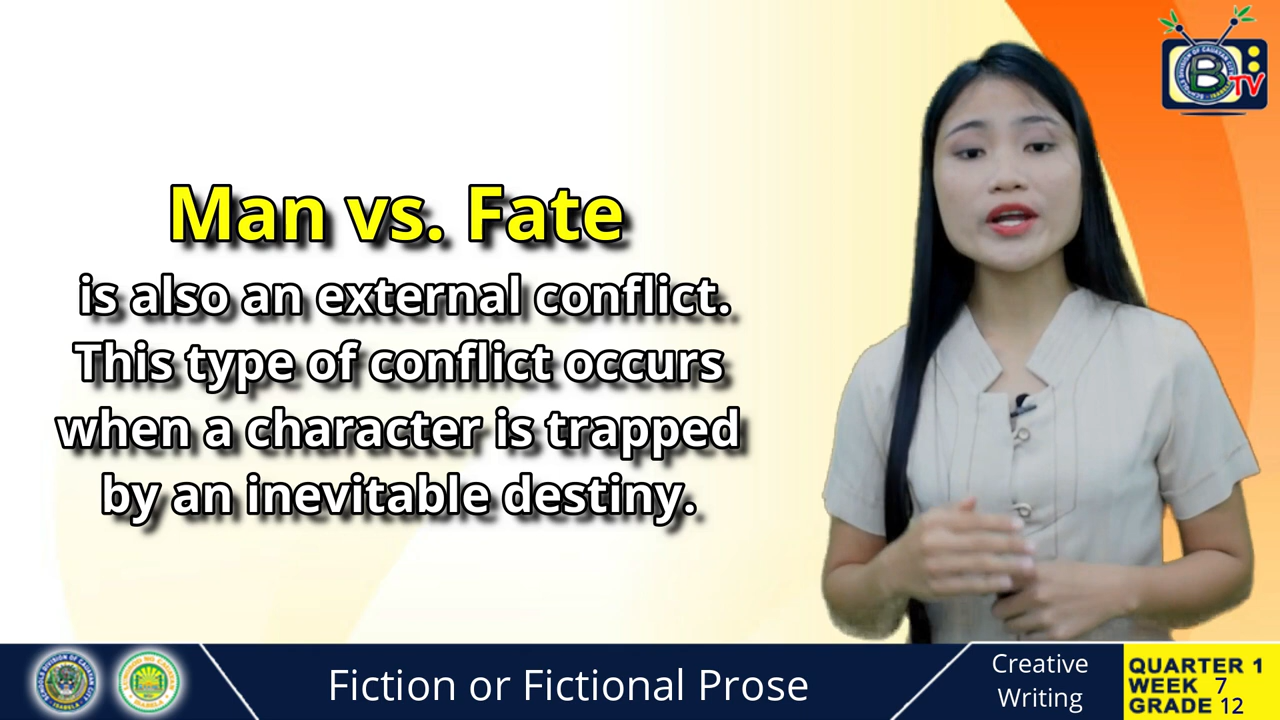 Man vs. Fate
is also an external conflict.
This type of conflict occurs
when a character is trapped
by an inevitable destiny.
B TV
Fiction or Fictional Prose
Creative
Writing
QUARTER 1
WEEK 7
GRADE 12